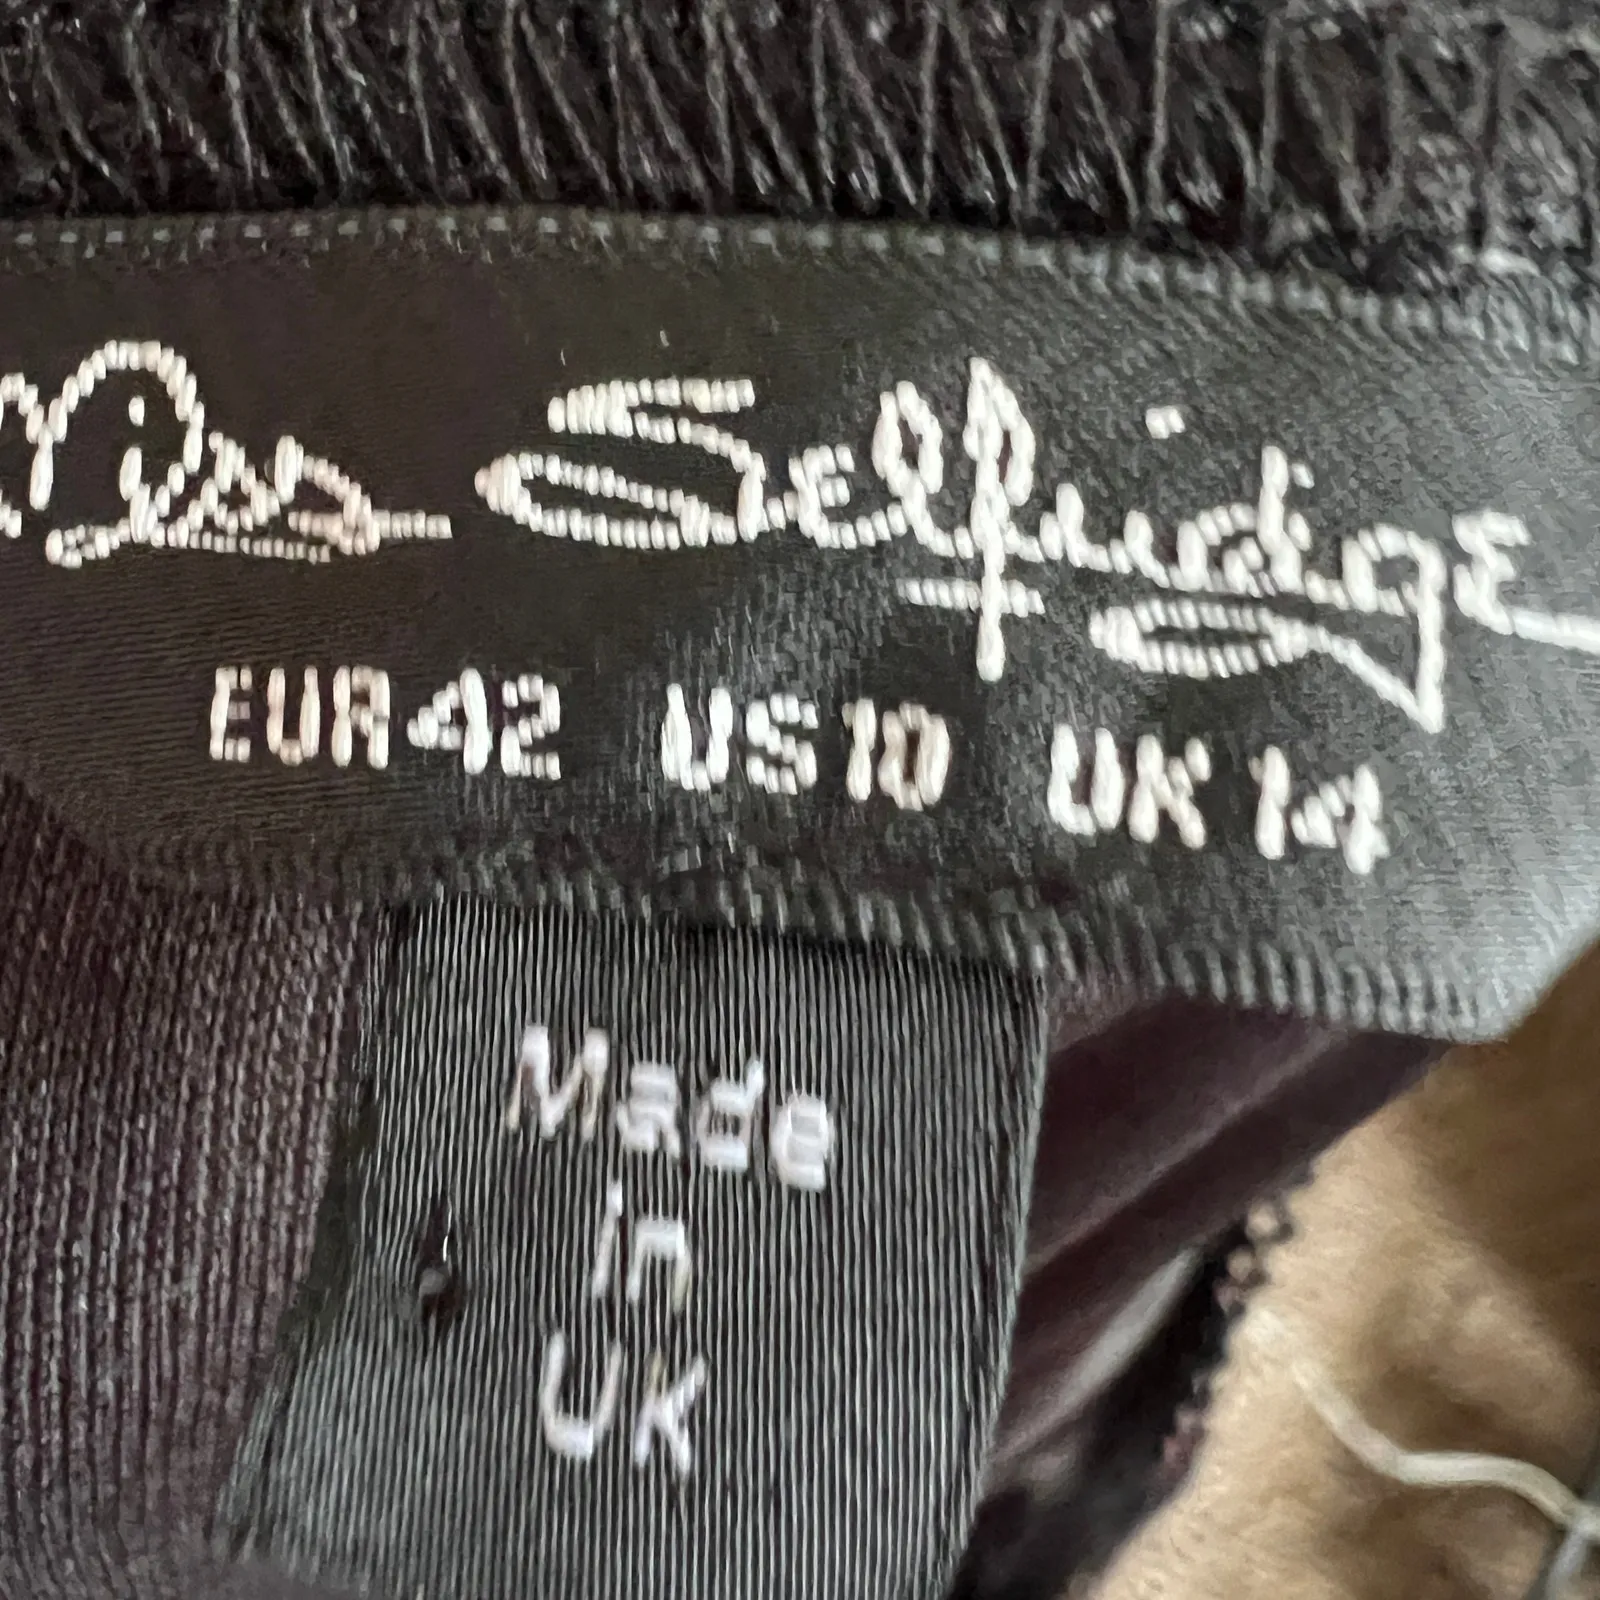 Miss Selfridge
EUR 42 US 10 UK 14
Made
in
UK